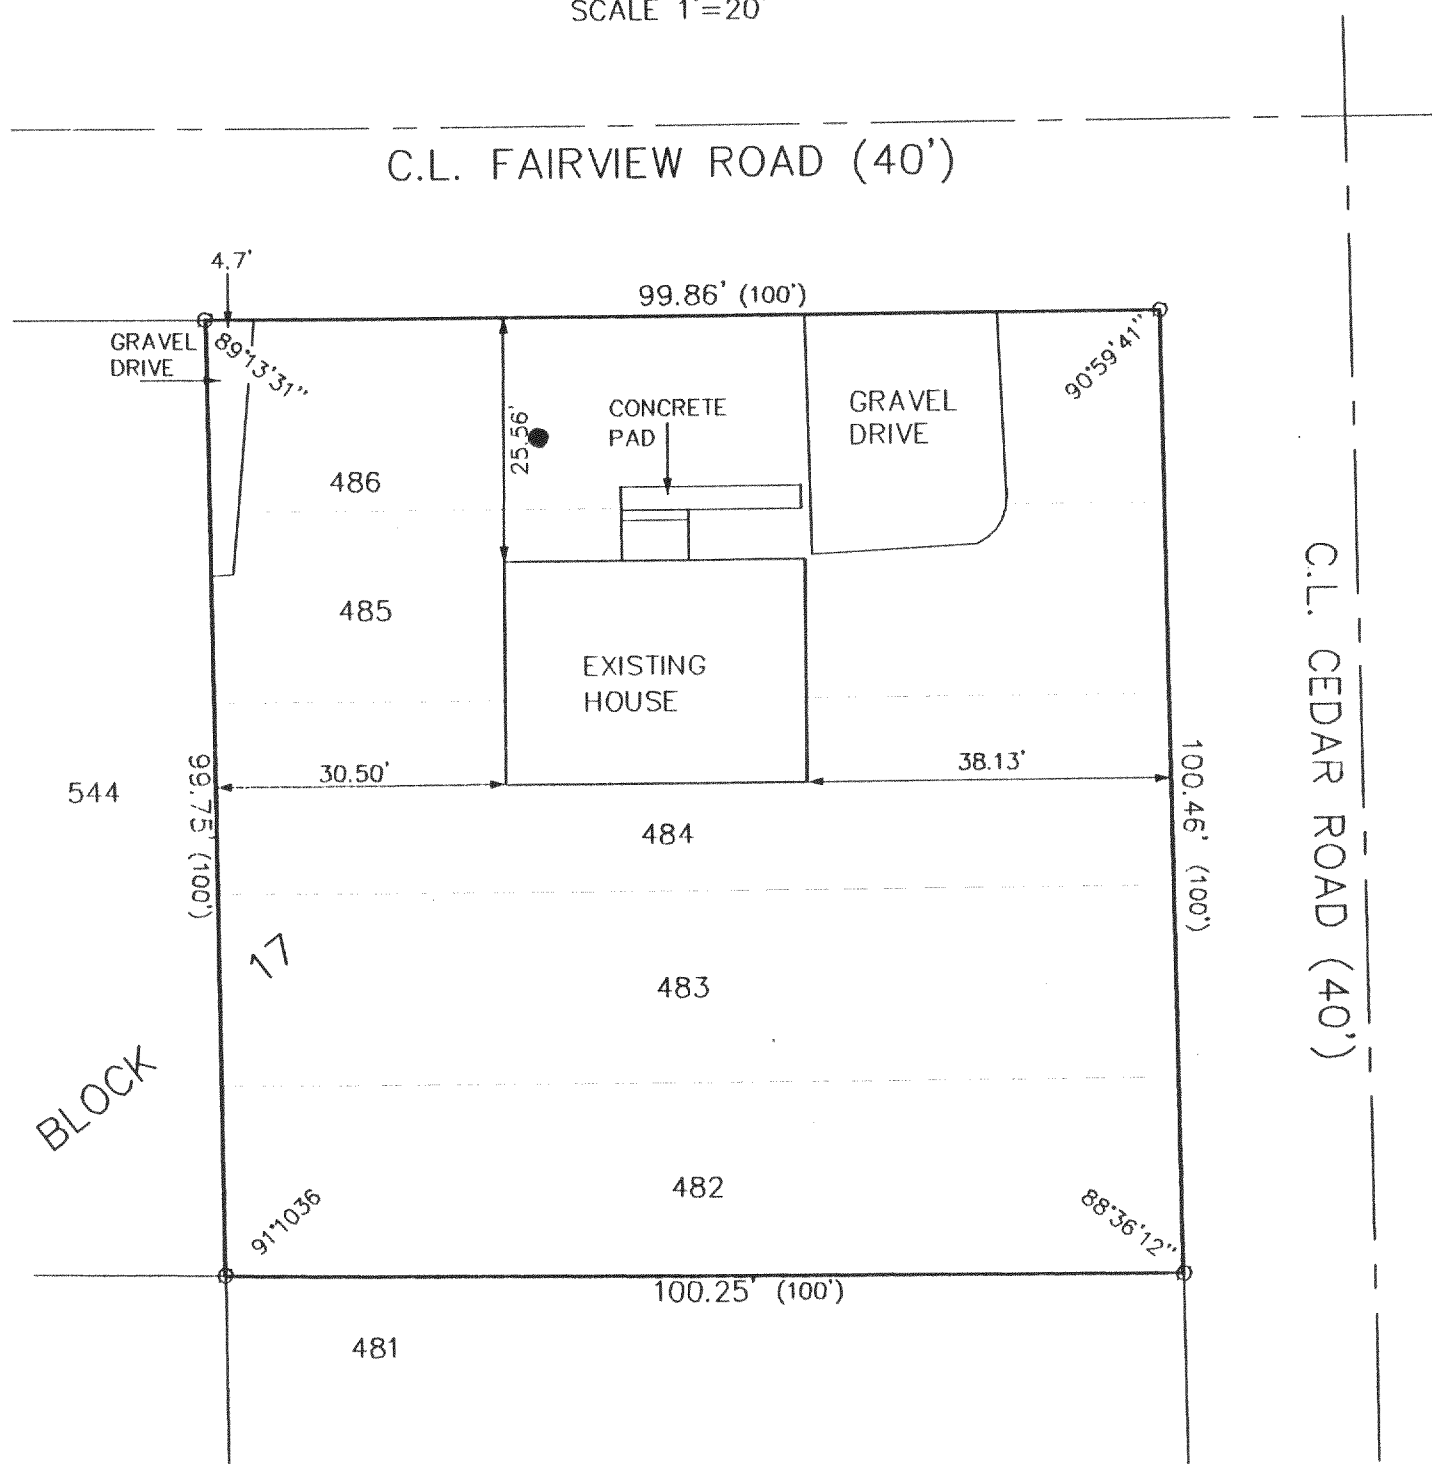 SCALE 1"=20'
C.L. FAIRVIEW ROAD (40')
4.7'
99.86' (100')
GRAVEL
DRIVE
89°13'31"
90°59'41"
25.56'
CONCRETE
PAD
GRAVEL
DRIVE
486
485
EXISTING
HOUSE
C.L. CEDAR ROAD (40')
544
99.75' (100')
30.50'
38.13'
100.46' (100')
484
17
483
BLOCK
482
91°1036
88°36'12"
100.25' (100')
481